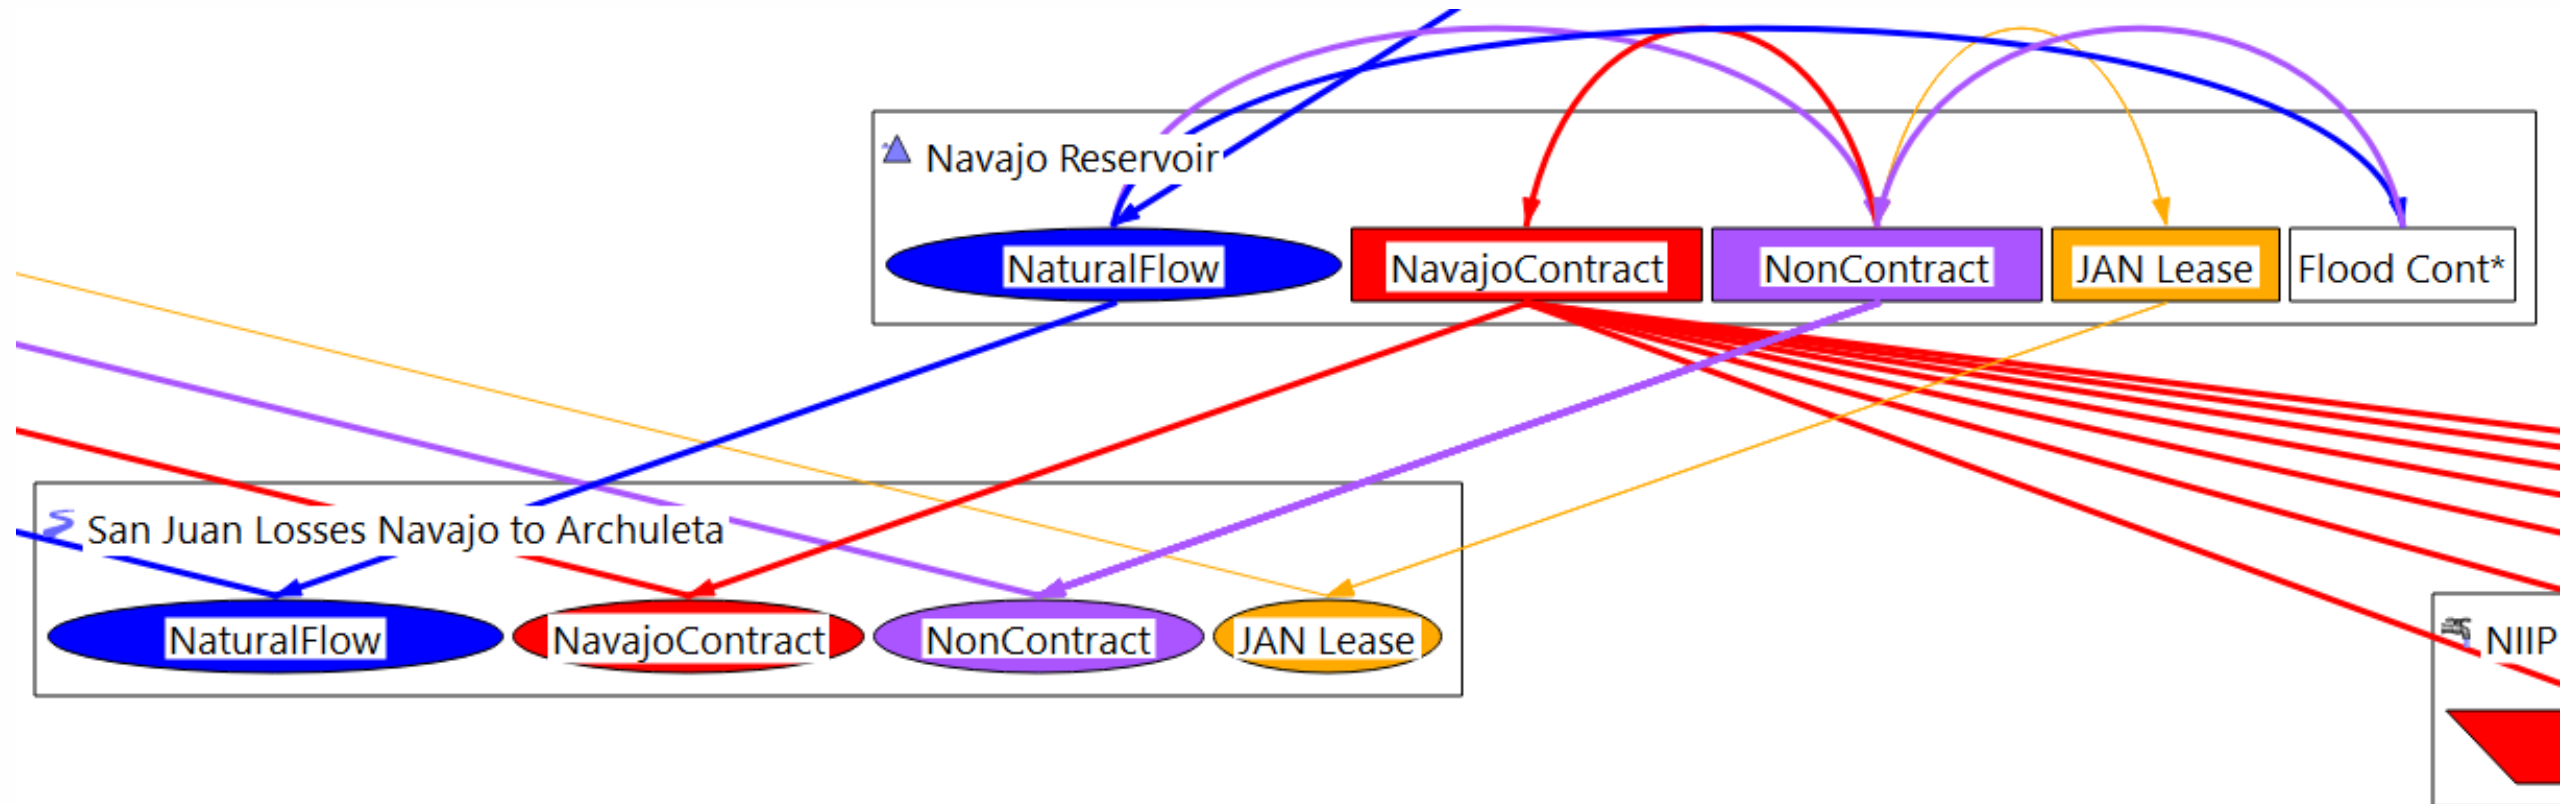 Navajo Reservoir
NaturalFlow
NavajoContract
NonContract
JAN Lease
Flood Cont*
San Juan Losses Navajo to Archuleta
NaturalFlow
NavajoContract
NonContract
JAN Lease
NIIP